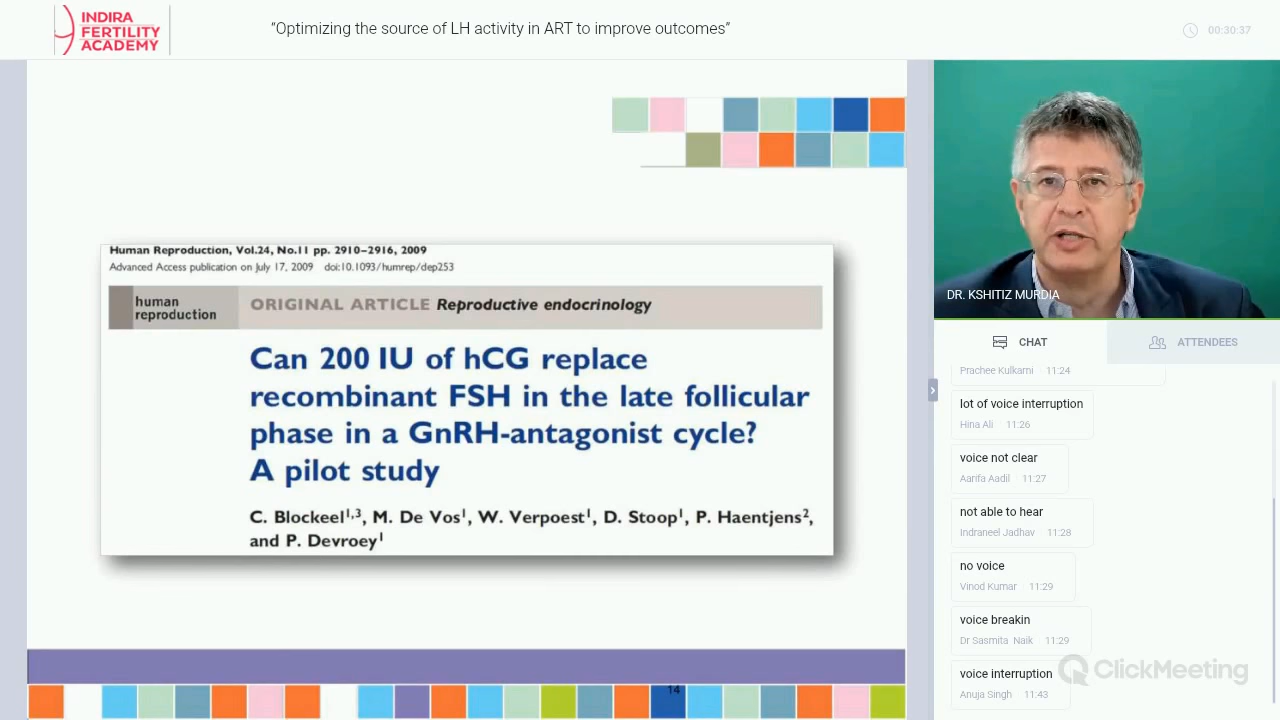 INDIRA
FERTILITY
ACADEMY
“Optimizing the source of LH activity in ART to improve outcomes”
00:30:37
Human Reproduction, Vol.24, No.11 pp. 2910–2916, 2009
Advanced Access publication on July 17, 2009 doi:10.1093/humrep/dep253
human
reproduction
ORIGINAL ARTICLE Reproductive endocrinology
Can 200 IU of hCG replace
recombinant FSH in the late follicular
phase in a GnRH-antagonist cycle?
A pilot study
C. Blockeel1,3, M. De Vos1, W. Verpoest1, D. Stoop1, P. Haentjens2,
and P. Devroey1
14
DR. KSHITIZ MURDIA
CHAT
ATTENDEES
Prachee Kulkarni 11:24
lot of voice interruption
Hina Ali 11:26
voice not clear
Aarifa Aadil 11:27
not able to hear
Indraneel Jadhav 11:28
no voice
Vinod Kumar 11:29
voice breakin
Dr Sasmita Naik 11:29
voice interruption
Anuja Singh 11:43
ClickMeeting